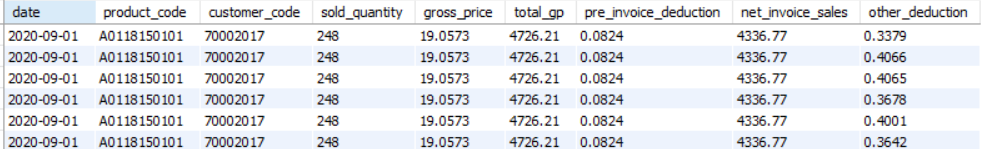 date product_code customer_code sold_quantity gross_price total_gp pre_invoice_deduction net_invoice_sales other_deduction
2020-09-01 A0118150101 70002017 248 19.0573 4726.21 0.0824 4336.77 0.3379
2020-09-01 A0118150101 70002017 248 19.0573 4726.21 0.0824 4336.77 0.4066
2020-09-01 A0118150101 70002017 248 19.0573 4726.21 0.0824 4336.77 0.4065
2020-09-01 A0118150101 70002017 248 19.0573 4726.21 0.0824 4336.77 0.3678
2020-09-01 A0118150101 70002017 248 19.0573 4726.21 0.0824 4336.77 0.4001
2020-09-01 A0118150101 70002017 248 19.0573 4726.21 0.0824 4336.77 0.3642